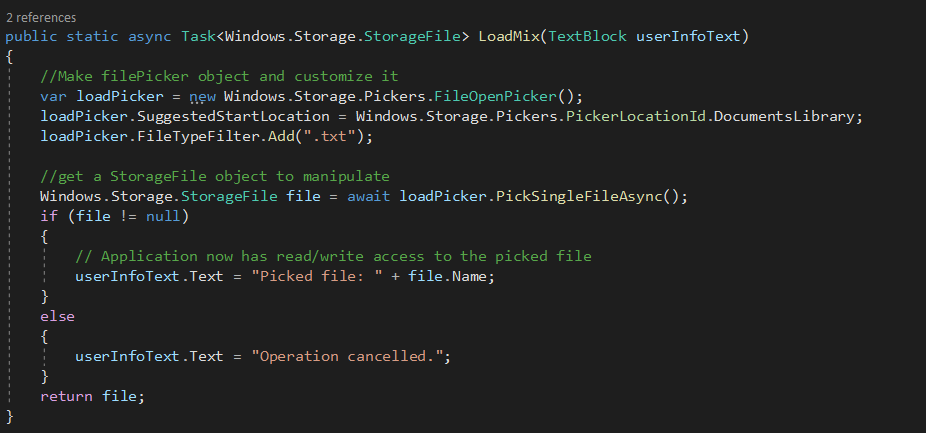 2 references
public static async Task<Windows.Storage.StorageFile> LoadMix(TextBlock userInfoText)
{
    //Make filePicker object and customize it
    var loadPicker = new Windows.Storage.Pickers.FileOpenPicker();
    loadPicker.SuggestedStartLocation = Windows.Storage.Pickers.PickerLocationId.DocumentsLibrary;
    loadPicker.FileTypeFilter.Add(".txt");

    //get a StorageFile object to manipulate
    Windows.Storage.StorageFile file = await loadPicker.PickSingleFileAsync();
    if (file != null)
    {
        // Application now has read/write access to the picked file
        userInfoText.Text = "Picked file: " + file.Name;
    }
    else
    {
        userInfoText.Text = "Operation cancelled.";
    }
    return file;
}